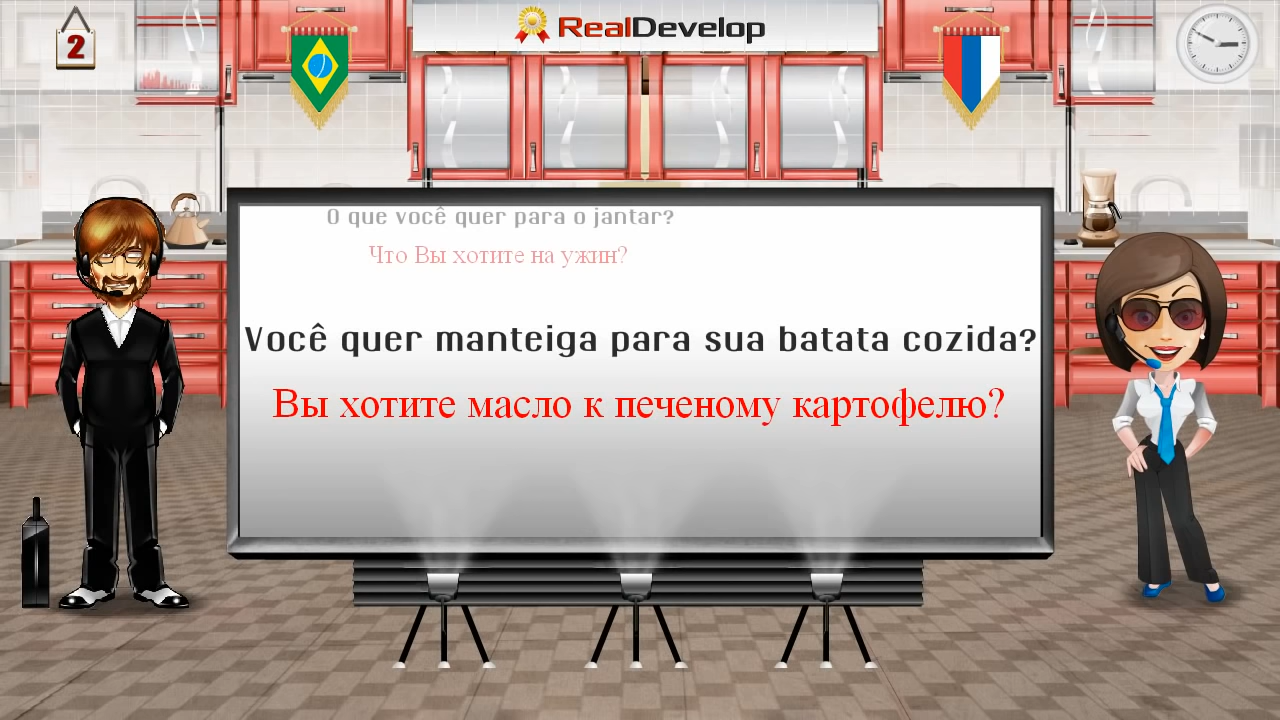 2
RealDevelop
O que você quer para o jantar?
Что Вы хотите на ужин?
Você quer manteiga para sua batata cozida?
Вы хотите масло к печеному картофелю?